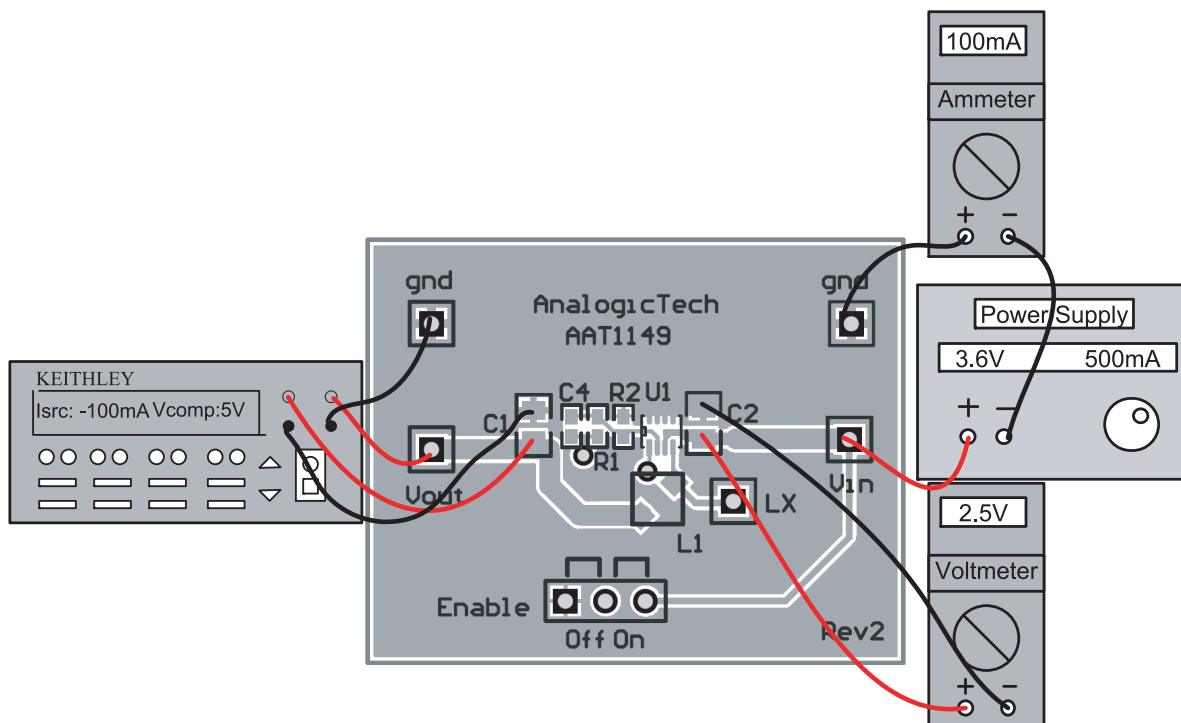 100mA
Ammeter
+ −
gnd
gnd
AnalogicTech
AAT1149
Power Supply
3.6V 500mA
+ −
KEITHLEY
Isrc: -100mA Vcomp:5V
C1
C4
R2
U1
C2
R1
Vout
Vin
LX
L1
2.5V
Voltmeter
Enable
Off On
Rev2
+ −